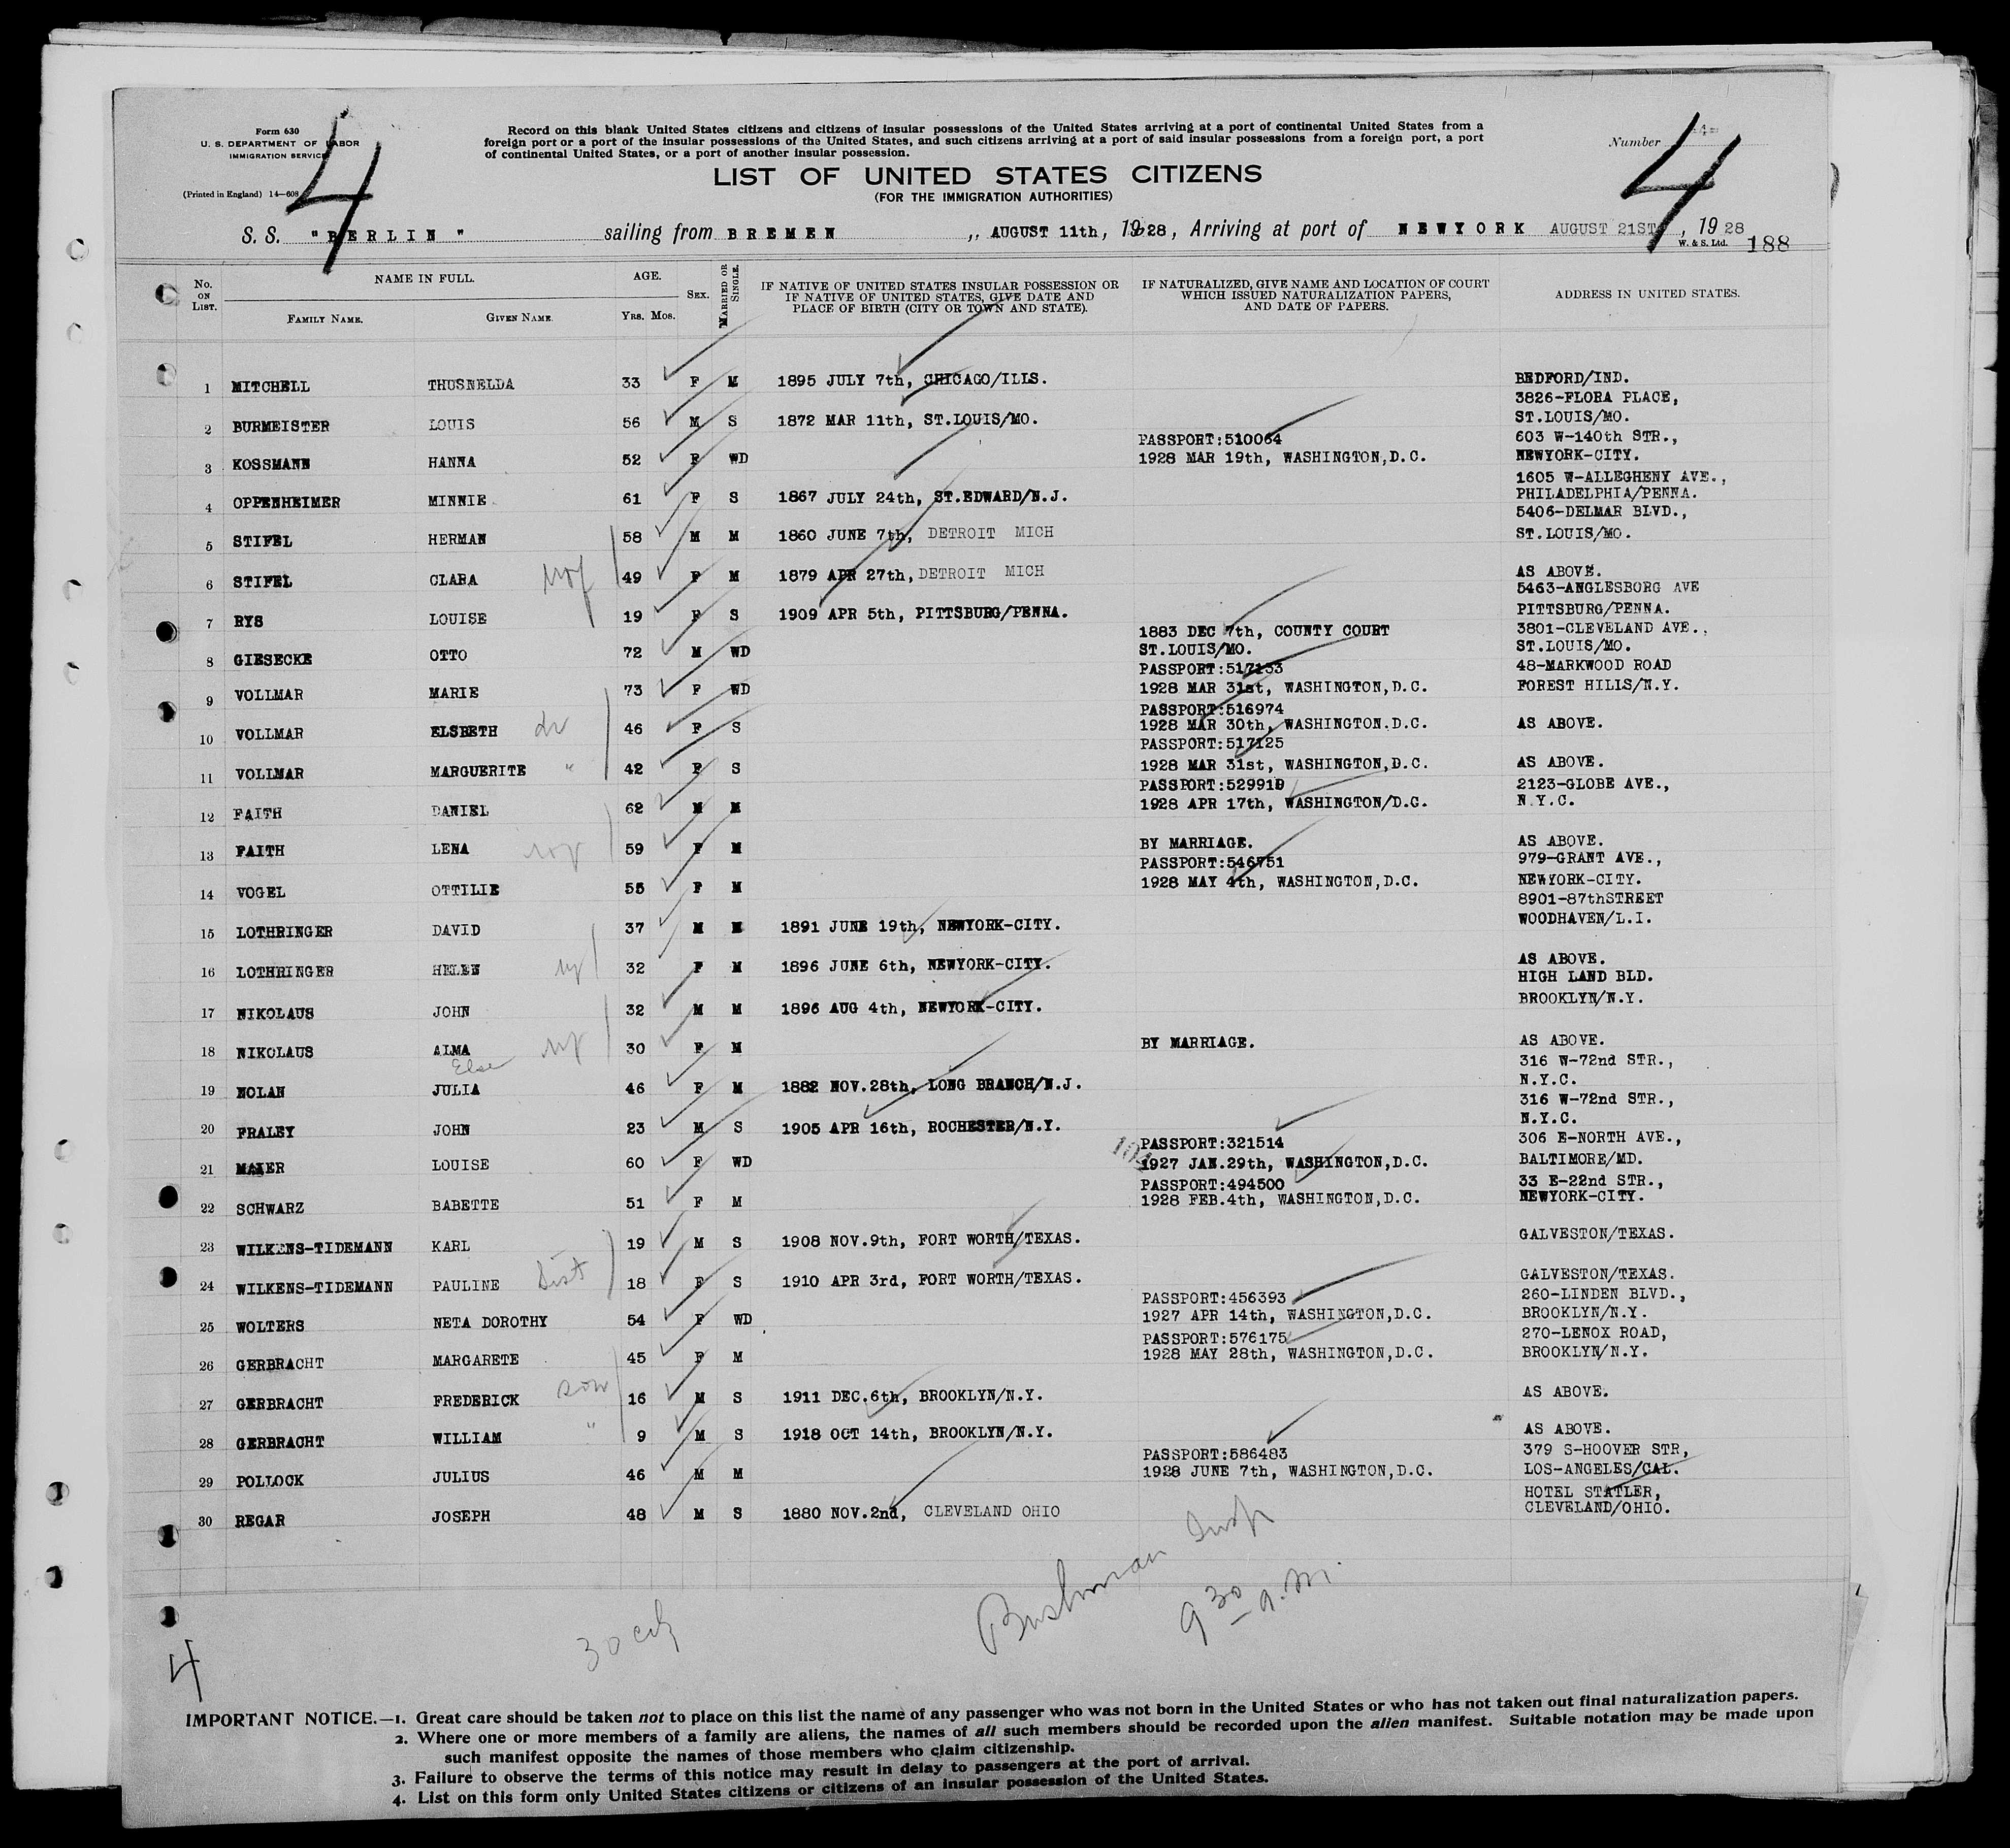 Form 630
U. S. DEPARTMENT OF LABOR
IMMIGRATION SERVICE
(Printed in England) 14—608
4
Record on this blank United States citizens and citizens of insular possessions of the United States arriving at a port of continental United States from a
foreign port or a port of the insular possessions of the United States, and such citizens arriving at a port of said insular possessions from a foreign port, a port
of continental United States, or a port of another insular possession.
Number 4
4
LIST OF UNITED STATES CITIZENS
(FOR THE IMMIGRATION AUTHORITIES)
S. S. "BERLIN" sailing from BREMEN ,, AUGUST 11th, 1928, Arriving at port of NEWYORK AUGUST 21ST, 1928
W. & S. Ltd. 188
No. ON LIST. NAME IN FULL. FAMILY NAME. GIVEN NAME. AGE. YRS. MOS. SEX. MARRIED OR SINGLE. IF NATIVE OF UNITED STATES INSULAR POSSESSION OR IF NATIVE OF UNITED STATES, GIVE DATE AND PLACE OF BIRTH (CITY OR TOWN AND STATE). IF NATURALIZED, GIVE NAME AND LOCATION OF COURT WHICH ISSUED NATURALIZATION PAPERS, AND DATE OF PAPERS. ADDRESS IN UNITED STATES.
1 MITCHELL THUSNELDA 33 F M 1895 JULY 7th, CHICAGO/ILLS. BEDFORD/IND.
3826-FLORA PLACE,
2 BURMEISTER LOUIS 56 M S 1872 MAR 11th, ST.LOUIS/MO. ST.LOUIS/MO.
PASSPORT:510064 603 W-140th STR.,
3 KOSSMANN HANNA 52 F WD 1928 MAR 19th, WASHINGTON,D.C. NEWYORK-CITY.
1605 W-ALLEGHENY AVE.,
4 OPPENHEIMER MINNIE 61 F S 1867 JULY 24th, ST.EDWARD/N.J. PHILADELPHIA/PENNA.
5406-DELMAR BLVD.,
5 STIFEL HERMAN 58 M M 1860 JUNE 7th, DETROIT MICH ST.LOUIS/MO.
6 STIFEL CLARA 49 F M 1879 APR 27th, DETROIT MICH AS ABOVE.
5463-ANGLESBORG AVE
7 RYS LOUISE 19 F S 1909 APR 5th, PITTSBURG/PENNA. PITTSBURG/PENNA.
1883 DEC 7th, COUNTY COURT 3801-CLEVELAND AVE.,
8 GIESECKE OTTO 72 M WD ST.LOUIS/MO. ST.LOUIS/MO.
PASSPORT:517133 48-MARKWOOD ROAD
9 VOLLMAR MARIE 73 F WD 1928 MAR 31st, WASHINGTON,D.C. FOREST HILLS/N.Y.
PASSPORT:516974
10 VOLLMAR ELSBETH 46 F S 1928 MAR 30th, WASHINGTON.D.C. AS ABOVE.
PASSPORT:517125
11 VOLLMAR MARGUERITE " 42 F S 1928 MAR 31st, WASHINGTON,D.C. AS ABOVE.
PASSPORT:529919 2123-GLOBE AVE.,
12 FAITH DANIEL 62 M M 1928 APR 17th, WASHINGTON/D.C. N.Y.C.
13 FAITH LENA 59 F M BY MARRIAGE. AS ABOVE.
PASSPORT:546751 979-GRANT AVE.,
14 VOGEL OTTILIE 55 F M 1928 MAY 4th, WASHINGTON,D.C. NEWYORK-CITY.
8901-87thSTREET
15 LOTHRINGER DAVID 37 M M 1891 JUNE 19th, NEWYORK-CITY. WOODHAVEN/L.I.
16 LOTHRINGER HELEN 32 F M 1896 JUNE 6th, NEWYORK-CITY. AS ABOVE.
HIGH LAND BLD.
17 NIKOLAUS JOHN 32 M M 1896 AUG 4th, NEWYORK-CITY. BROOKLYN/N.Y.
18 NIKOLAUS ALMA 30 F M BY MARRIAGE. AS ABOVE.
Else 316 W-72nd STR.,
19 NOLAN JULIA 46 F M 1882 NOV.28th, LONG BRANCH/N.J. N.Y.C.
316 W-72nd STR.,
20 FRALEY JOHN 23 M S 1905 APR 16th, ROCHESTER/N.Y. N.Y.C.
PASSPORT:321514 306 E-NORTH AVE.,
21 MAIER LOUISE 60 F WD 1927 JAN.29th, WASHINGTON,D.C. BALTIMORE/MD.
PASSPORT:494500 33 E-22nd STR.,
22 SCHWARZ BABETTE 51 F M 1928 FEB.4th, WASHINGTON,D.C. NEWYORK-CITY.
23 WILKENS-TIDEMANN KARL 19 M S 1908 NOV.9th, FORT WORTH/TEXAS. GALVESTON/TEXAS.
24 WILKENS-TIDEMANN PAULINE Sist 18 F S 1910 APR 3rd, FORT WORTH/TEXAS. GALVESTON/TEXAS.
PASSPORT:456393 260-LINDEN BLVD.,
25 WOLTERS NETA DOROTHY 54 F WD 1927 APR 14th, WASHINGTON,D.C. BROOKLYN/N.Y.
PASSPORT:576175 270-LENOX ROAD,
26 GERBRACHT MARGARETE 45 F M 1928 MAY 28th, WASHINGTON,D.C. BROOKLYN/N.Y.
27 GERBRACHT FREDERICK son 16 M S 1911 DEC.6th, BROOKLYN/N.Y. AS ABOVE.
28 GERBRACHT WILLIAM " 9 M S 1918 OCT 14th, BROOKLYN/N.Y. AS ABOVE.
PASSPORT:586483 379 S-HOOVER STR,
29 POLLOCK JULIUS 46 M M 1928 JUNE 7th, WASHINGTON,D.C. LOS-ANGELES/CAL.
HOTEL STATLER,
30 REGAR JOSEPH 48 M S 1880 NOV.2nd, CLEVELAND OHIO CLEVELAND/OHIO.
Bushman Insp
9 30 a.m.
30 citz
4
IMPORTANT NOTICE.—1. Great care should be taken not to place on this list the name of any passenger who was not born in the United States or who has not taken out final naturalization papers.
2. Where one or more members of a family are aliens, the names of all such members should be recorded upon the alien manifest. Suitable notation may be made upon
such manifest opposite the names of those members who claim citizenship.
3. Failure to observe the terms of this notice may result in delay to passengers at the port of arrival.
4. List on this form only United States citizens or citizens of an insular possession of the United States.